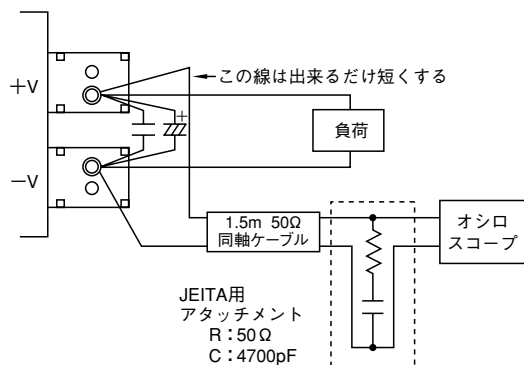 +V
+
この線は出来るだけ短くする
負荷
−V
1.5m 50Ω
同軸ケーブル
オシロ
スコープ
JEITA用
アタッチメント
R:50Ω
C:4700pF